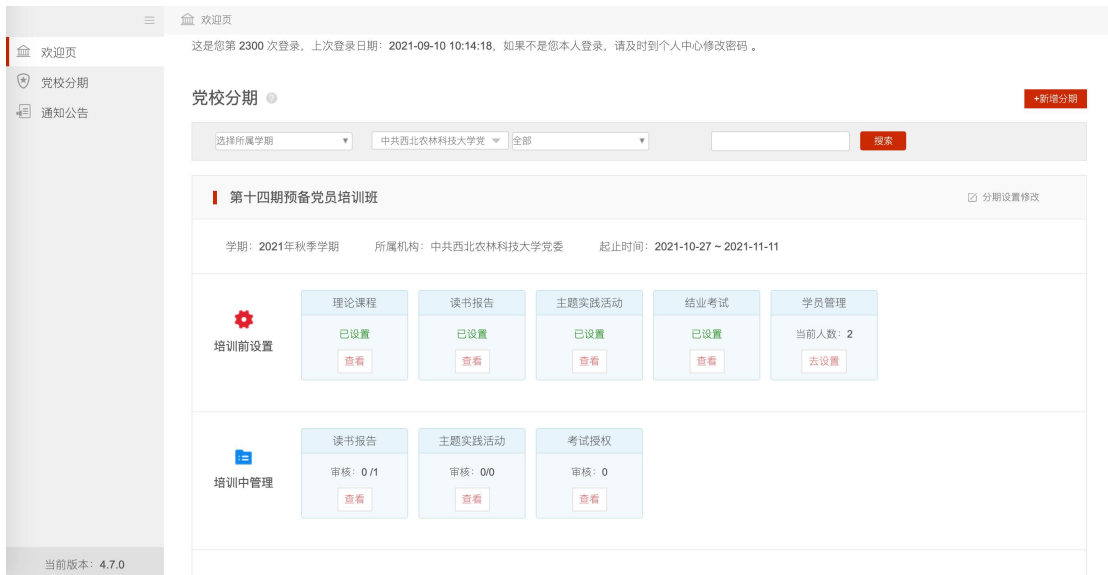 欢迎页
欢迎页
党校分期
通知公告
当前版本：4.7.0
这是您第 2300 次登录，上次登录日期：2021-09-10 10:14:18，如果不是您本人登录，请及时到个人中心修改密码 。
党校分期
+新增分期
选择所属学期 中共西北农林科技大学党 全部 搜索
第十四期预备党员培训班 分期设置修改
学期：2021年秋季学期 所属机构：中共西北农林科技大学党委 起止时间：2021-10-27 ~ 2021-11-11
培训前设置
理论课程 读书报告 主题实践活动 结业考试 学员管理
已设置 已设置 已设置 已设置 当前人数：2
查看 查看 查看 查看 去设置
培训中管理
读书报告 主题实践活动 考试授权
审核：0 /1 审核：0/0 审核：0
查看 查看 查看